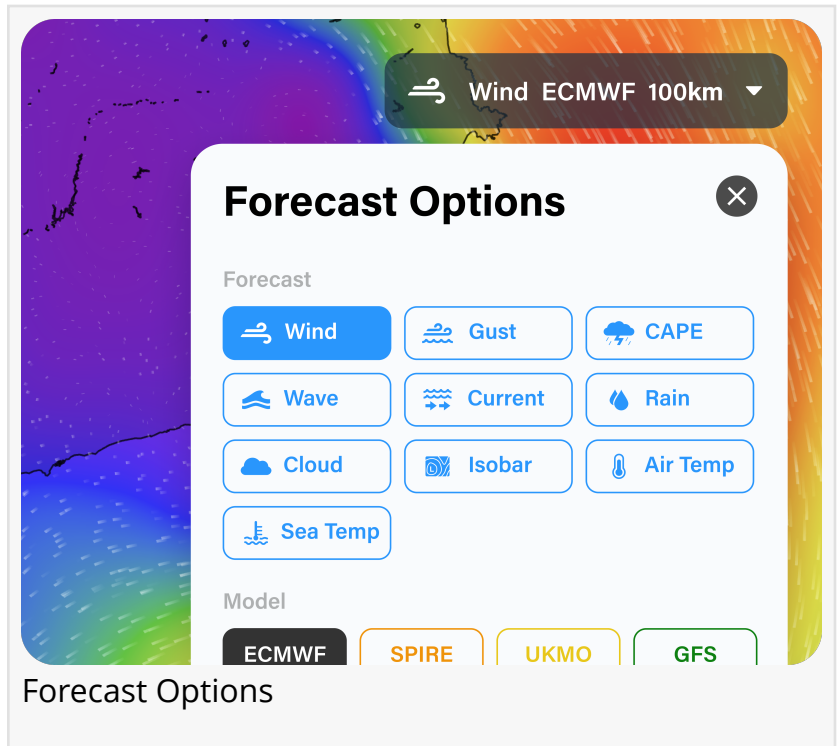 Wind ECMWF 100km
Forecast Options
Forecast
Wind Gust CAPE
Wave Current Rain
Cloud Isobar Air Temp
Sea Temp
Model
ECMWF SPIRE UKMO GFS
Forecast Options